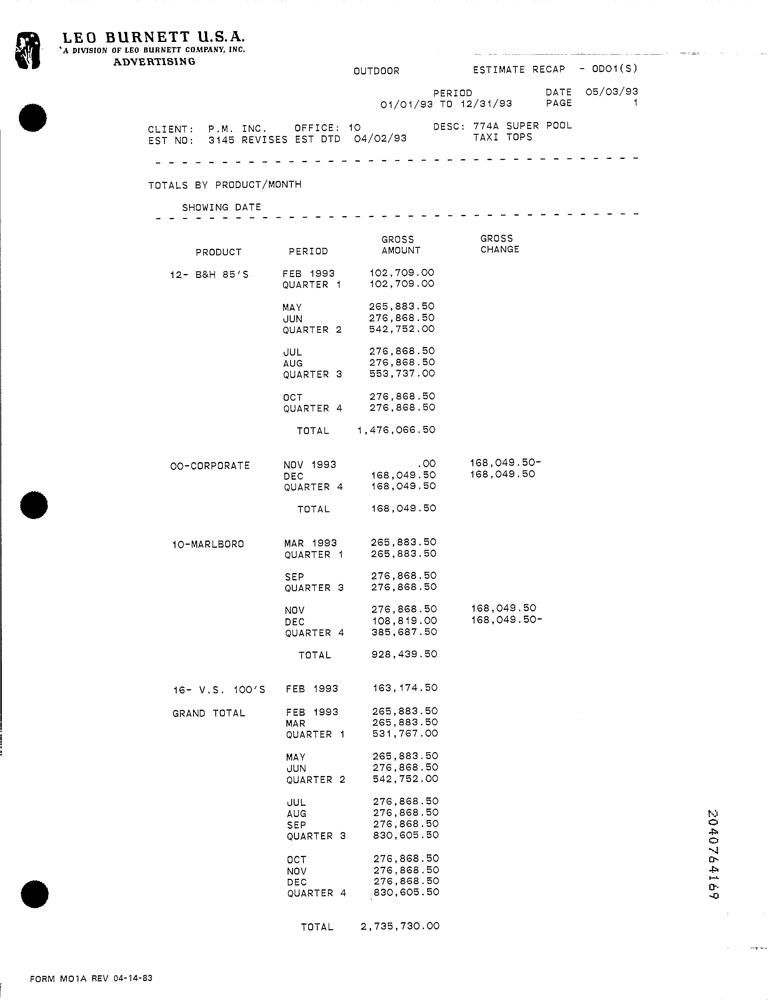 LEO BURNETT U.S.A.
A DIVISION OF LEO BURNETT COMPANY, INC.
ADVERTISING
OUTDOOR ESTIMATE RECAP - ODO1(S)
PERIOD DATE 05/03/93
01/01/93 TO 12/31/93 PAGE 1
CLIENT: P.M. INC. OFFICE: 10 DESC: 774A SUPER POOL
EST NO: 3145 REVISES EST DTD 04/02/93 TAXI TOPS
- - - - - - - - - - - - - - - - - - - - - - - - - - - - - - - - - - - -
TOTALS BY PRODUCT/MONTH
SHOWING DATE
- - - - - - - - - - - - - - - - - - - - - - - - - - - - - - - - - - - -
GROSS GROSS
PRODUCT PERIOD AMOUNT CHANGE
12- B&H 85'S FEB 1993 102,709.00
QUARTER 1 102,709.00
MAY 265,883.50
JUN 276,868.50
QUARTER 2 542,752.00
JUL 276,868.50
AUG 276,868.50
QUARTER 3 553,737.00
OCT 276,868.50
QUARTER 4 276,868.50
TOTAL 1,476,066.50
00-CORPORATE NOV 1993 .00 168,049.50-
DEC 168,049.50 168,049.50
QUARTER 4 168,049.50
TOTAL 168,049.50
10-MARLBORO MAR 1993 265,883.50
QUARTER 1 265,883.50
SEP 276,868.50
QUARTER 3 276,868.50
NOV 276,868.50 168,049.50
DEC 108,819.00 168,049.50-
QUARTER 4 385,687.50
TOTAL 928,439.50
16- V.S. 100'S FEB 1993 163,174.50
GRAND TOTAL FEB 1993 265,883.50
MAR 265,883.50
QUARTER 1 531,767.00
MAY 265,883.50
JUN 276,868.50
QUARTER 2 542,752.00
JUL 276,868.50
AUG 276,868.50
SEP 276,868.50
QUARTER 3 830,605.50
OCT 276,868.50
NOV 276,868.50
DEC 276,868.50
QUARTER 4 830,605.50
TOTAL 2,735,730.00
2040764169
FORM MO1A REV 04-14-83